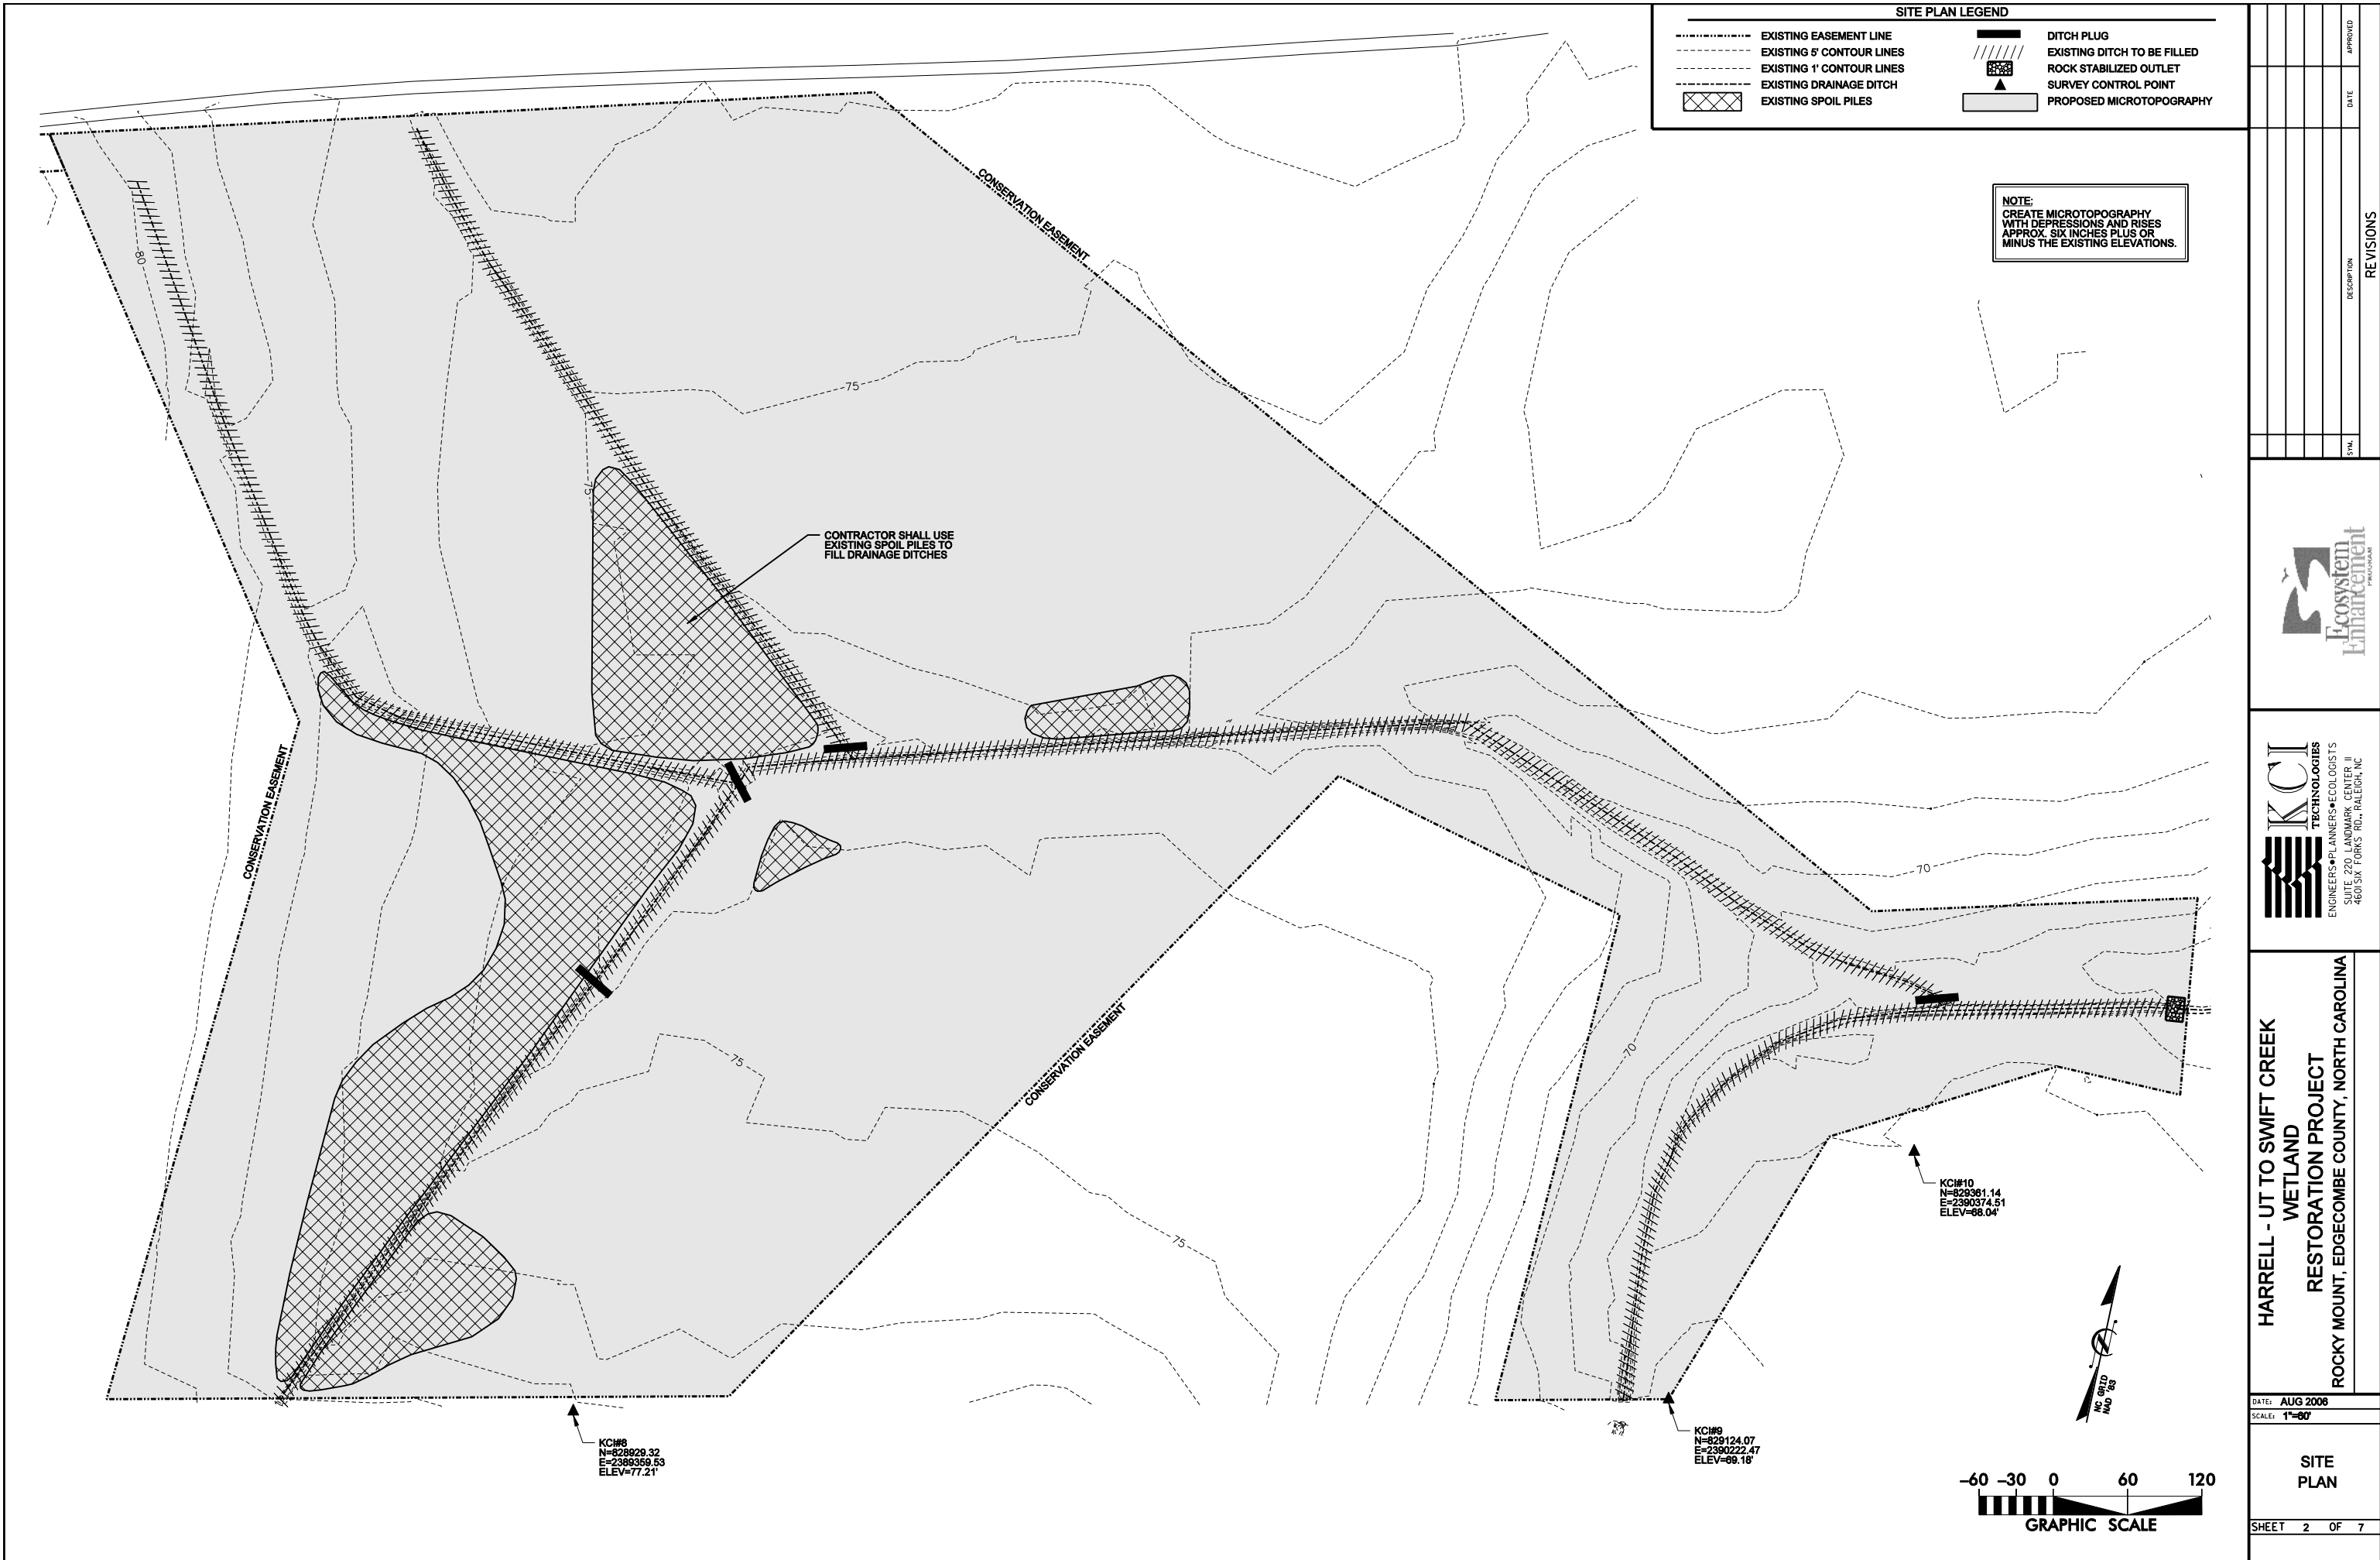 SITE PLAN LEGEND
EXISTING EASEMENT LINE
EXISTING 5' CONTOUR LINES
EXISTING 1' CONTOUR LINES
EXISTING DRAINAGE DITCH
EXISTING SPOIL PILES
DITCH PLUG
EXISTING DITCH TO BE FILLED
ROCK STABILIZED OUTLET
SURVEY CONTROL POINT
PROPOSED MICROTOPOGRAPHY
NOTE:
CREATE MICROTOPOGRAPHY
WITH DEPRESSIONS AND RISES
APPROX. SIX INCHES PLUS OR
MINUS THE EXISTING ELEVATIONS.
CONSERVATION EASEMENT
80
75
75
CONTRACTOR SHALL USE
EXISTING SPOIL PILES TO
FILL DRAINAGE DITCHES
CONSERVATION EASEMENT
70
CONSERVATION EASEMENT
75
70
75
KCI#10
N=829361.14
E=2390374.51
ELEV=68.04'
KCI#8
N=828929.32
E=2389359.53
ELEV=77.21'
KCI#9
N=829124.07
E=2390222.47
ELEV=69.18'
NC GRID
NAD '83
-60 -30 0 60 120
GRAPHIC SCALE
APPROVED
DATE
DESCRIPTION
SYM.
REVISIONS
Ecosystem
Enhancement
PROGRAM
KCI
TECHNOLOGIES
ENGINEERS•PLANNERS•ECOLOGISTS
SUITE 220 LANDMARK CENTER II
4601 SIX FORKS RD., RALEIGH, NC
HARRELL - UT TO SWIFT CREEK
WETLAND
RESTORATION PROJECT
ROCKY MOUNT, EDGECOMBE COUNTY, NORTH CAROLINA
DATE: AUG 2006
SCALE: 1"=60'
SITE
PLAN
SHEET 2 OF 7